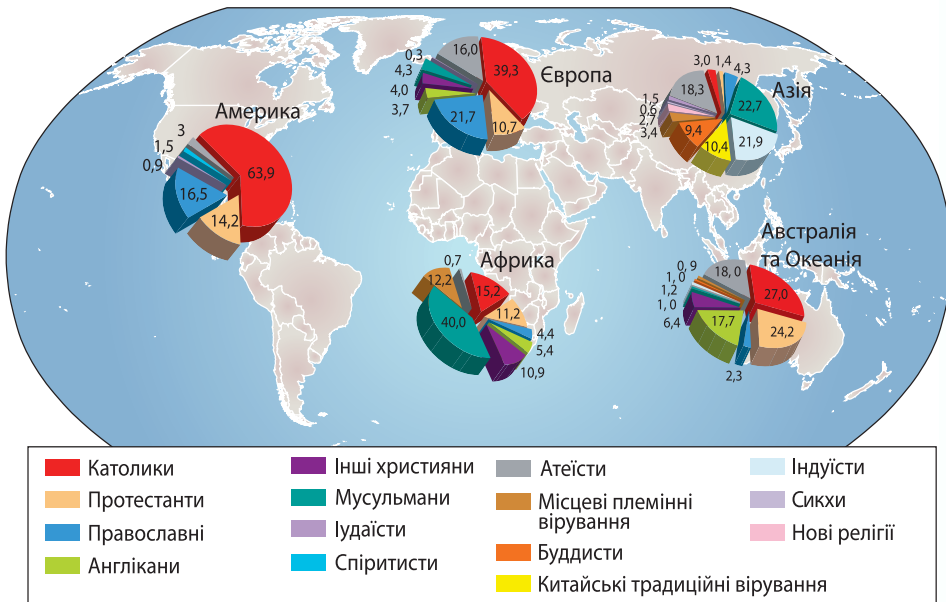 Америка
3
1,5
0,9
63,9
16,5
14,2
Європа
0,3
16,0
39,3
4,3
4,0
3,7
21,7
10,7
Азія
3,0
1,4
4,3
18,3
22,7
1,5
0,6
2,7
3,4
9,4
10,4
21,9
Африка
0,7
12,2
15,2
11,2
40,0
4,4
5,4
10,9
Австралія
та Океанія
0,9
1,0
1,2
1,0
6,4
18,0
27,0
17,7
24,2
2,3
Католики
Протестанти
Православні
Англікани
Інші християни
Мусульмани
Іудаїсти
Спіритисти
Атеїсти
Місцеві племінні
вірування
Буддисти
Китайські традиційні вірування
Індуїсти
Сикхи
Нові релігії